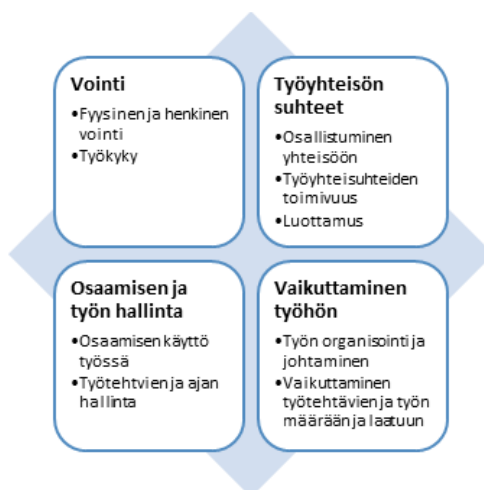 Vointi
•Fyysinen ja henkinen
vointi
•Työkyky
Työyhteisön
suhteet
•Osallistuminen
yhteisöön
•Työyhteisuhteiden
toimivuus
•Luottamus
Osaamisen ja
työn hallinta
•Osaamisen käyttö
työssä
•Työtehtvien ja ajan
hallinta
Vaikuttaminen
työhön
•Työn organisointi ja
johtaminen
•Vaikuttaminen
työtehtävien ja työn
määrään ja laatuun